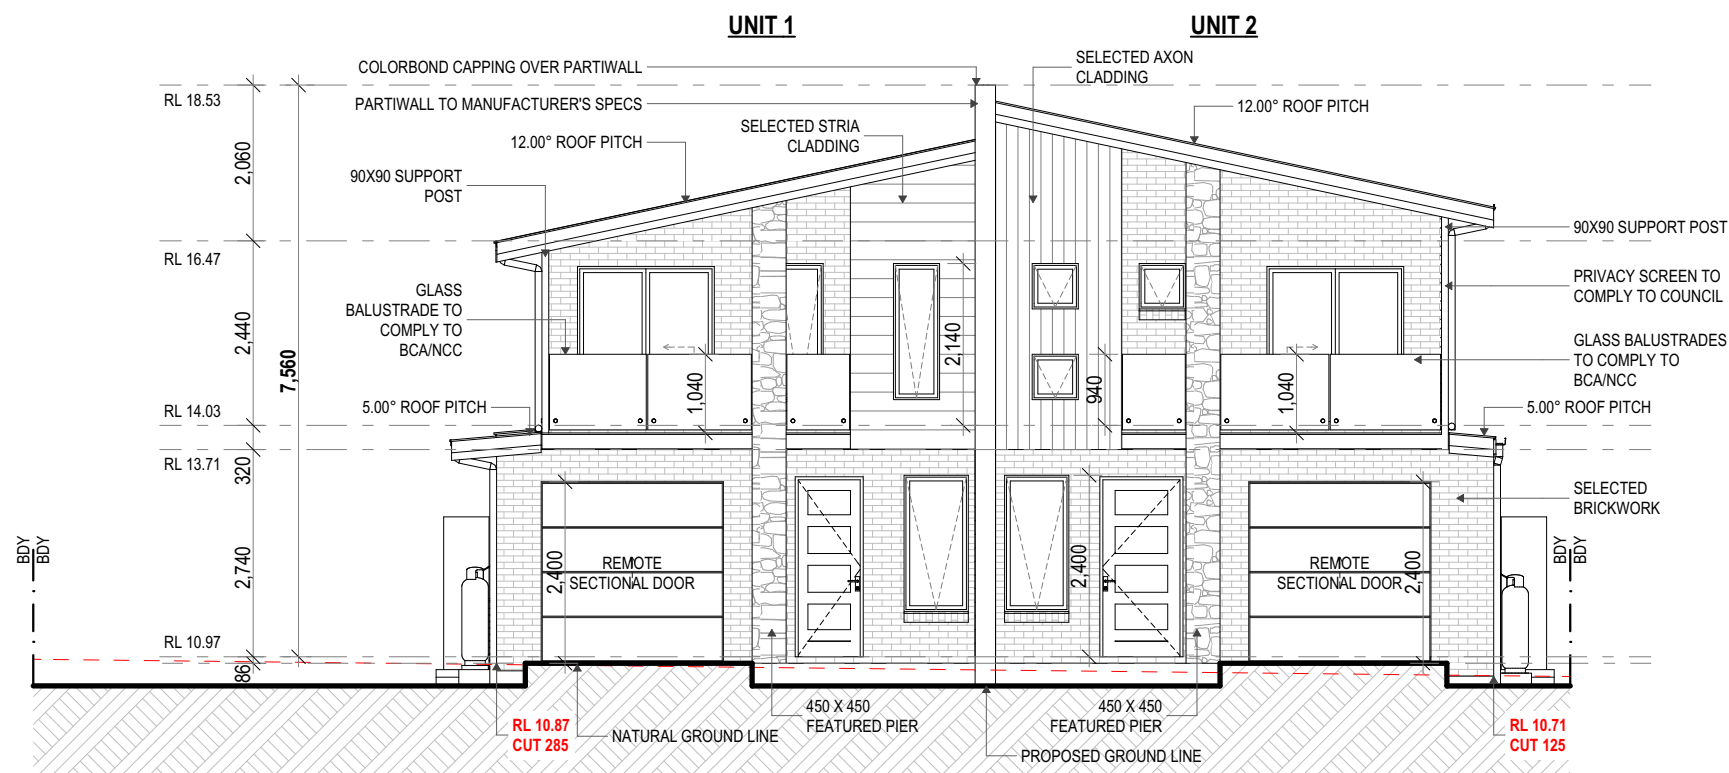 UNIT 1
UNIT 2
COLORBOND CAPPING OVER PARTIWALL
SELECTED AXON
CLADDING
RL 18.53
PARTIWALL TO MANUFACTURER'S SPECS
12.00° ROOF PITCH
SELECTED STRIA
CLADDING
12.00° ROOF PITCH
2,060
90X90 SUPPORT
POST
90X90 SUPPORT POST
RL 16.47
PRIVACY SCREEN TO
COMPLY TO COUNCIL
GLASS
BALUSTRADE TO
COMPLY TO
BCA/NCC
2,440
7,560
2,140
GLASS BALUSTRADES
TO COMPLY TO
BCA/NCC
1,040
940
1,040
RL 14.03
5.00° ROOF PITCH
5.00° ROOF PITCH
RL 13.71
320
SELECTED
BRICKWORK
2,740
2,400
REMOTE
SECTIONAL DOOR
2,400
REMOTE
SECTIONAL DOOR
2,400
BDY
BDY
BDY
BDY
RL 10.97
86
RL 10.87
CUT 285
NATURAL GROUND LINE
450 X 450
FEATURED PIER
450 X 450
FEATURED PIER
PROPOSED GROUND LINE
RL 10.71
CUT 125